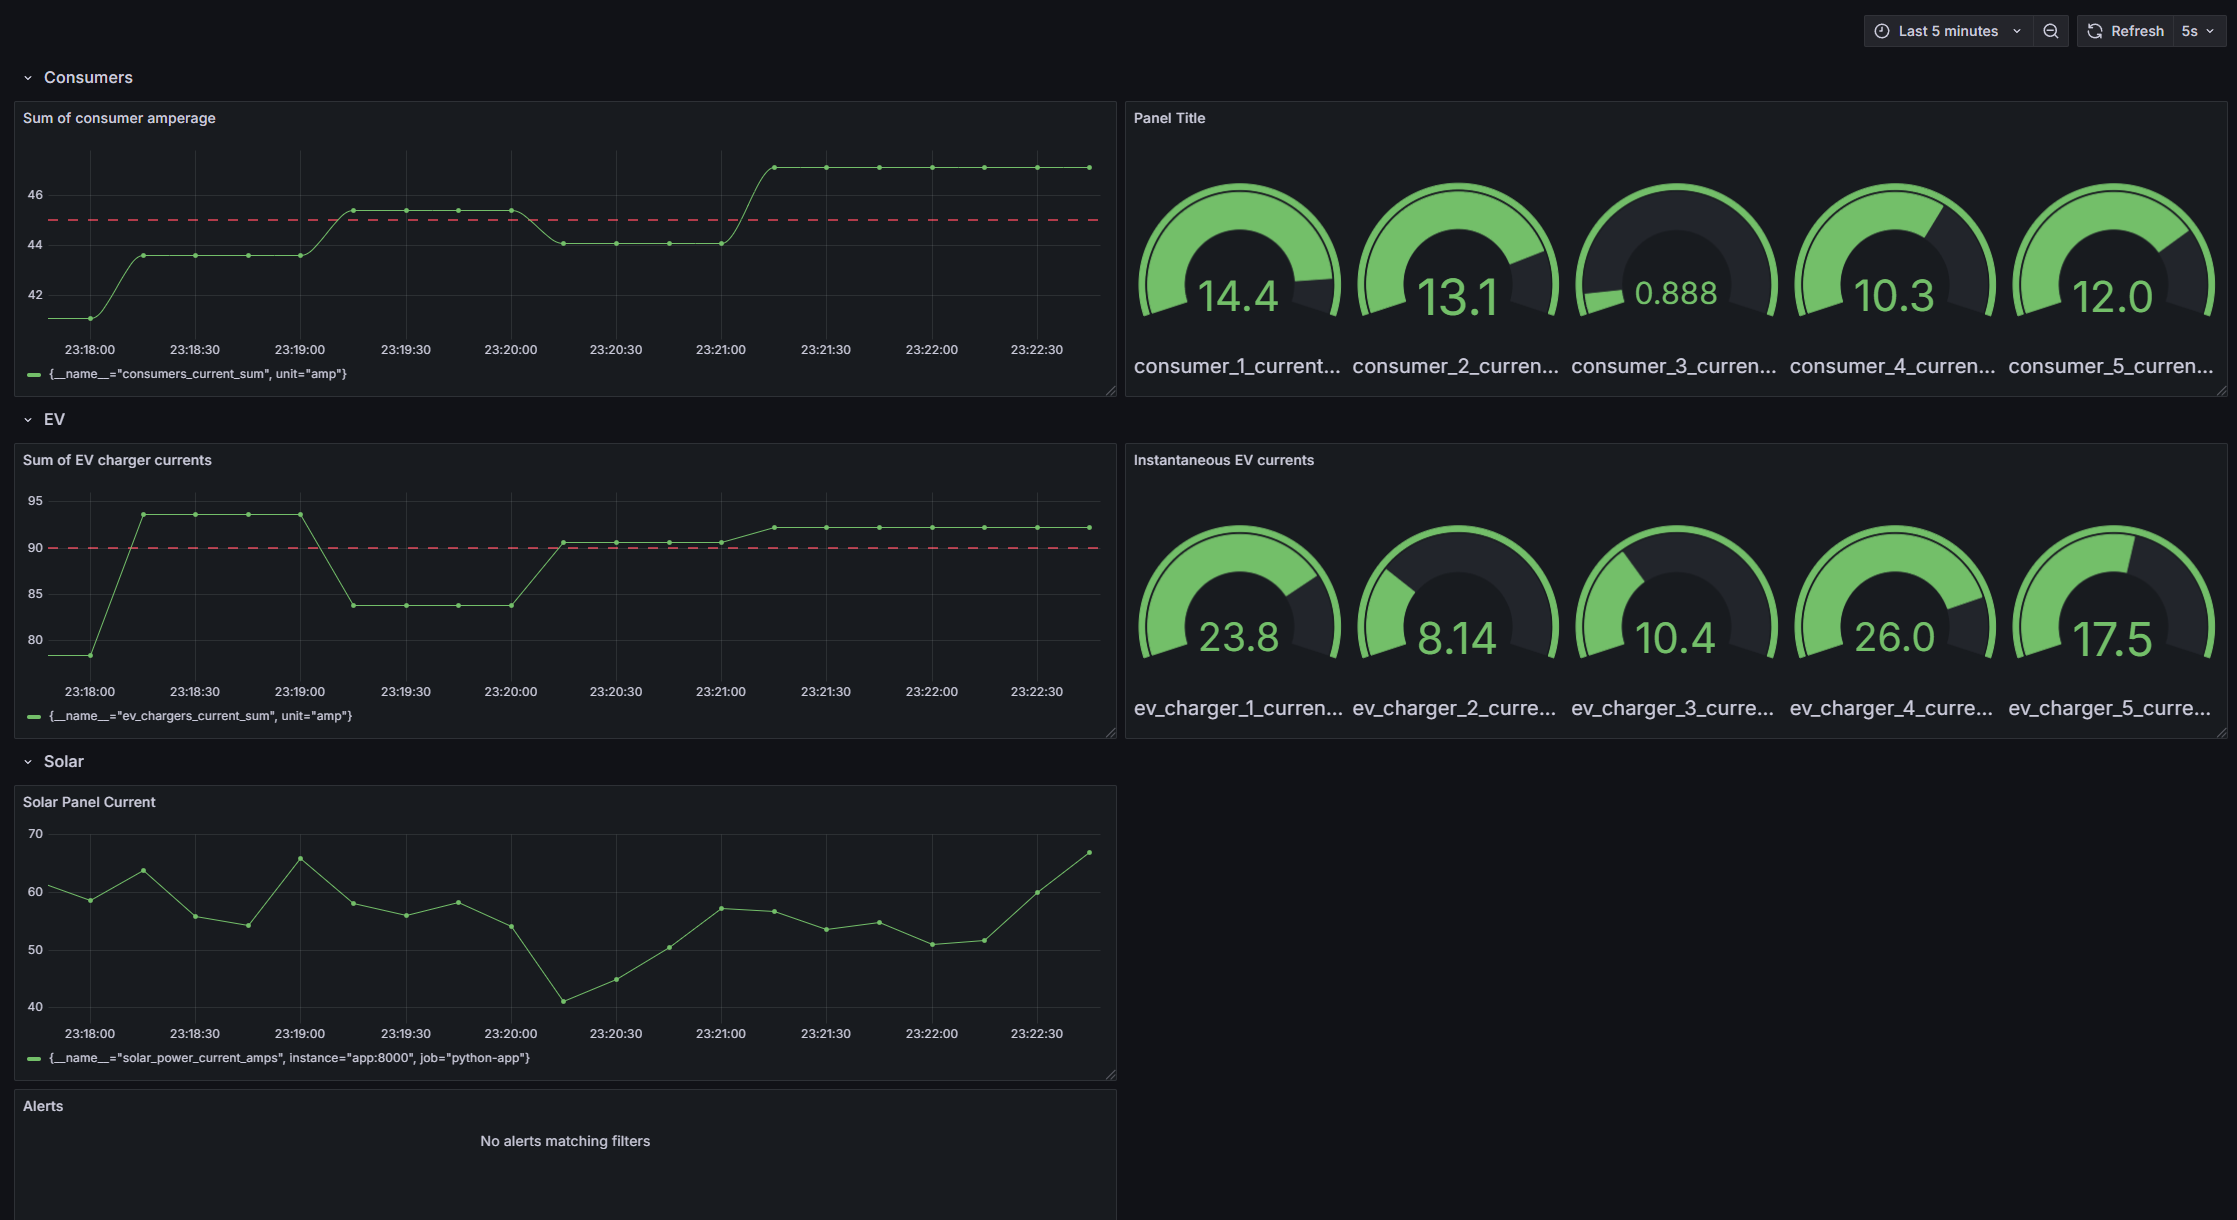 Last 5 minutes Refresh 5s
Consumers
Sum of consumer amperage
46
44
42
23:18:00 23:18:30 23:19:00 23:19:30 23:20:00 23:20:30 23:21:00 23:21:30 23:22:00 23:22:30
{__name__="consumers_current_sum", unit="amp"}
Panel Title
14.4 13.1 0.888 10.3 12.0
consumer_1_current... consumer_2_curren... consumer_3_curren... consumer_4_curren... consumer_5_curren...
EV
Sum of EV charger currents
95
90
85
80
23:18:00 23:18:30 23:19:00 23:19:30 23:20:00 23:20:30 23:21:00 23:21:30 23:22:00 23:22:30
{__name__="ev_chargers_current_sum", unit="amp"}
Instantaneous EV currents
23.8 8.14 10.4 26.0 17.5
ev_charger_1_curren... ev_charger_2_curre... ev_charger_3_curre... ev_charger_4_curre... ev_charger_5_curre...
Solar
Solar Panel Current
70
60
50
40
23:18:00 23:18:30 23:19:00 23:19:30 23:20:00 23:20:30 23:21:00 23:21:30 23:22:00 23:22:30
{__name__="solar_power_current_amps", instance="app:8000", job="python-app"}
Alerts
No alerts matching filters